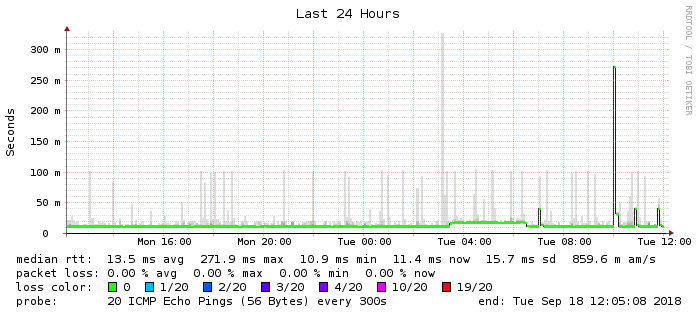 Last 24 Hours
RRDTOOL / TOBI OETIKER
Seconds
300 m
250 m
200 m
150 m
100 m
50 m
0
Mon 16:00 Mon 20:00 Tue 00:00 Tue 04:00 Tue 08:00 Tue 12:00
median rtt: 13.5 ms avg 271.9 ms max 10.9 ms min 11.4 ms now 15.7 ms sd 859.6 m am/s
packet loss: 0.00 % avg 0.00 % max 0.00 % min 0.00 % now
loss color: 0 1/20 2/20 3/20 4/20 10/20 19/20
probe: 20 ICMP Echo Pings (56 Bytes) every 300s end: Tue Sep 18 12:05:08 2018